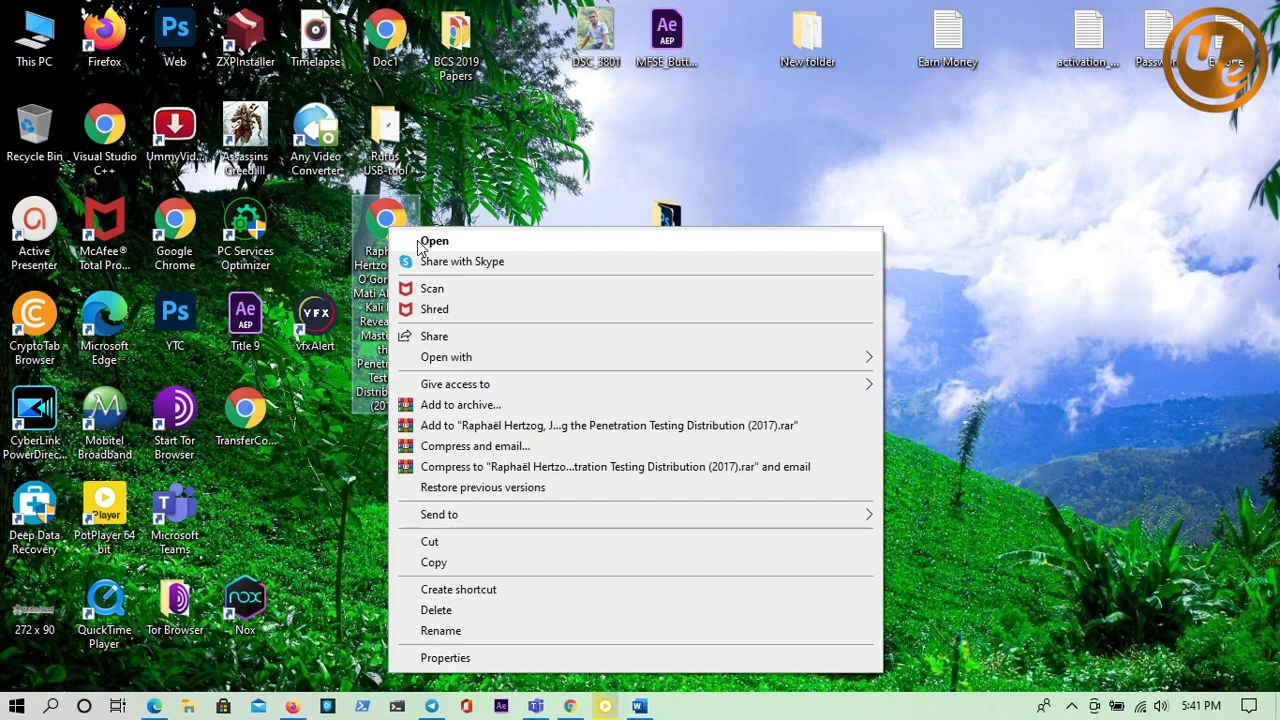 This PC
Firefox
Web
ZXPInstaller
Timelapse
Doc1
BCS 2019
Papers
DSC_3801
MFSE_Butt...
New folder
Earn Money
activation_...
Recycle Bin
Visual Studio
C++
UmmyVid...
Assassins
Creed III
Any Video
Converter
Rufus
USB-tool
Active
Presenter
McAfee®
Total Pro...
Google
Chrome
PC Services
Optimizer
CryptoTab
Browser
Microsoft
Edge
YTC
Title 9
vfxAlert
CyberLink
PowerDirec...
Mobitel
Broadband
Start Tor
Browser
TransferCo...
Deep Data
Recovery
PotPlayer 64
bit
Microsoft
Teams
272 x 90
QuickTime
Player
Tor Browser
Nox
Open
Share with Skype
Scan
Shred
Share
Open with
Give access to
Add to archive...
Add to "Raphaël Hertzog, J...g the Penetration Testing Distribution (2017).rar"
Compress and email...
Compress to "Raphaël Hertzo...tration Testing Distribution (2017).rar" and email
Restore previous versions
Send to
Cut
Copy
Create shortcut
Delete
Rename
Properties
5:41 PM